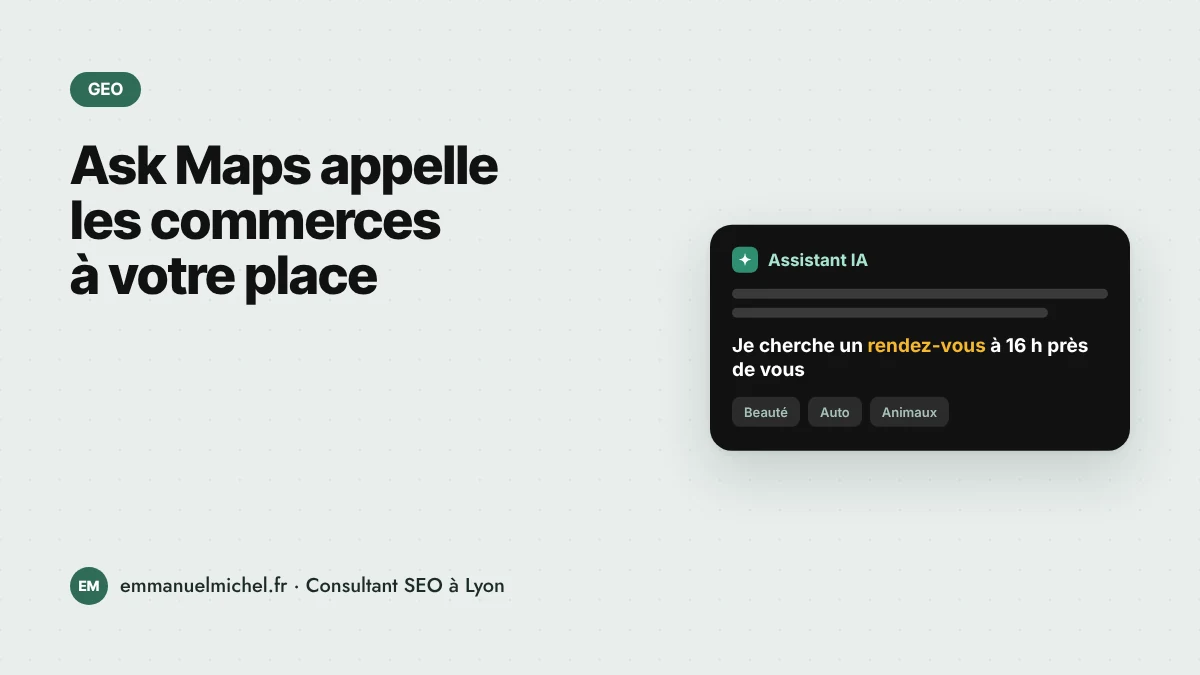 GEO
Ask Maps appelle
les commerces
à votre place
Assistant IA
Je cherche un rendez-vous à 16 h près
de vous
Beauté
Auto
Animaux
EM
emmanuelmichel.fr · Consultant SEO à Lyon